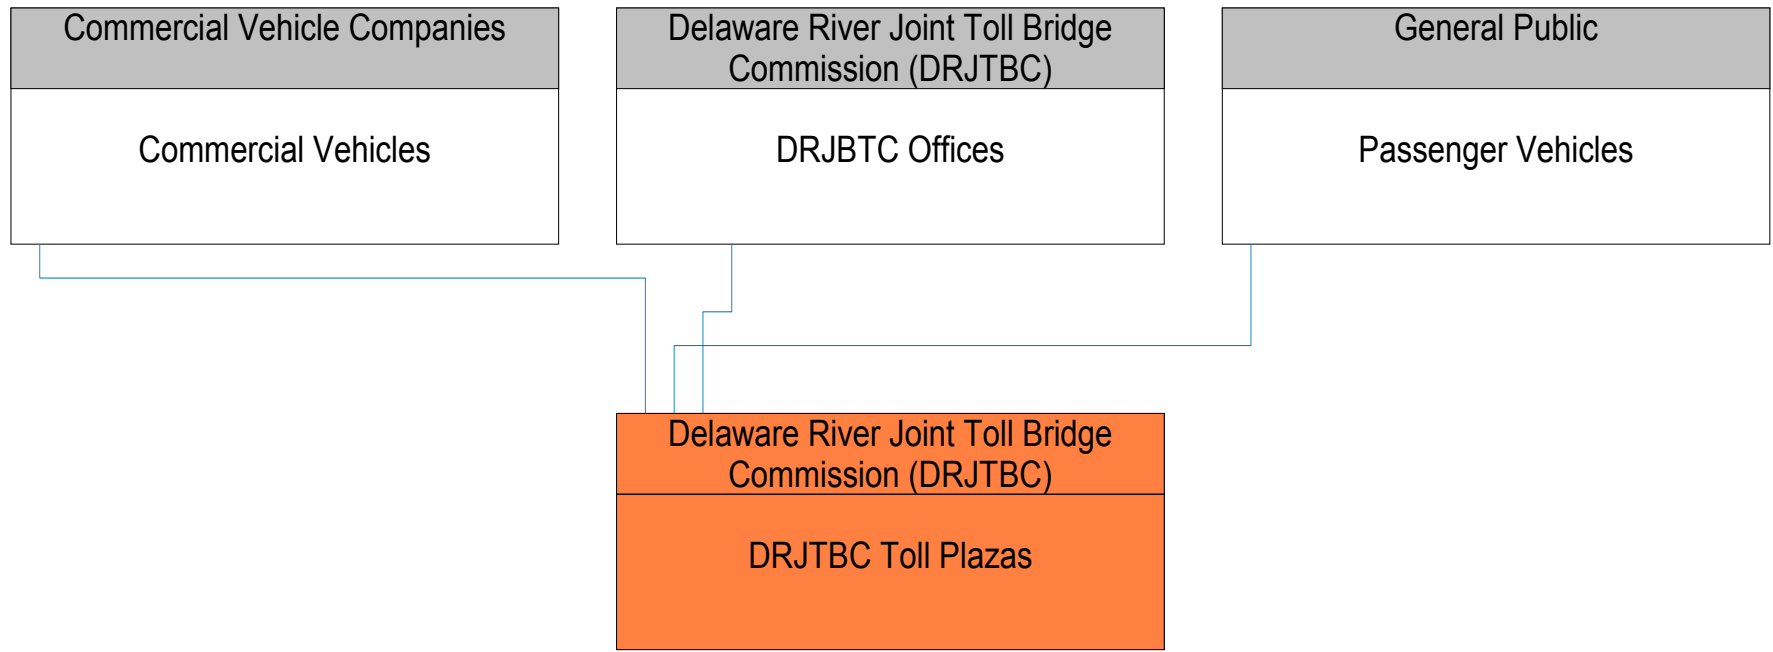 Commercial Vehicle Companies
Commercial Vehicles
Delaware River Joint Toll Bridge
Commission (DRJTBC)
DRJBTC Offices
General Public
Passenger Vehicles
Delaware River Joint Toll Bridge
Commission (DRJTBC)
DRJTBC Toll Plazas